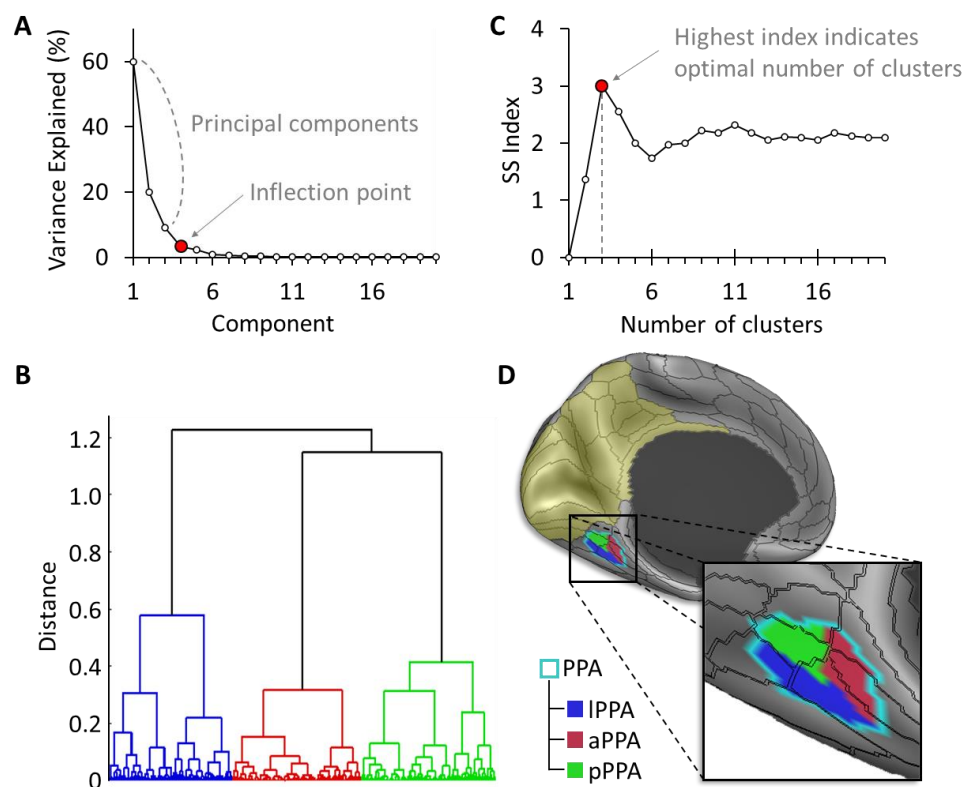 A
Variance Explained (%)
60
40
20
0
Principal components
Inflection point
1 6 11 16
Component
C
SS Index
4
3
2
1
0
Highest index indicates
optimal number of clusters
1 6 11 16
Number of clusters
B
Distance
1.2
1.0
0.8
0.6
0.4
0.2
0
D
PPA
lPPA
aPPA
pPPA